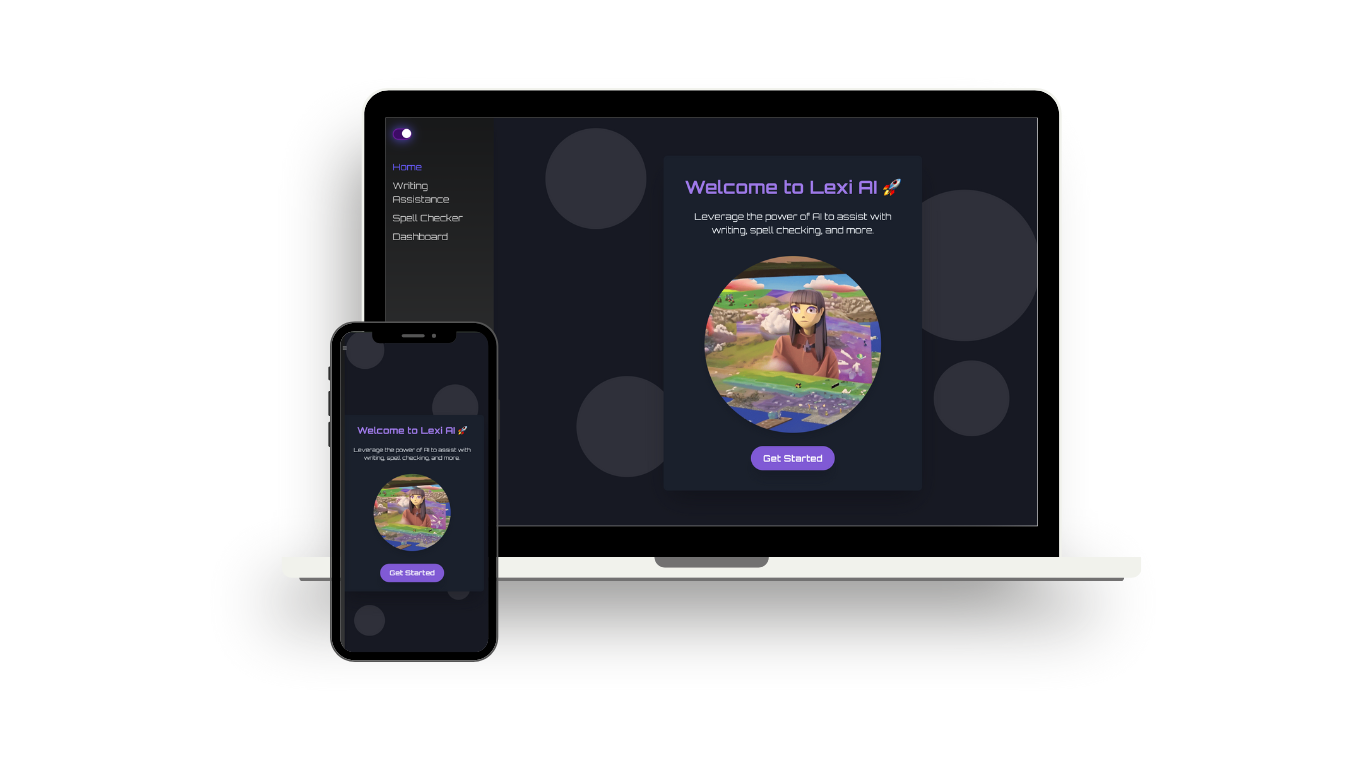 Home
Writing
Assistance
Spell Checker
Dashboard
Welcome to Lexi AI 🚀
Leverage the power of AI to assist with
writing, spell checking, and more.
Get Started
Welcome to Lexi AI 🚀
Leverage the power of AI to assist with
writing, spell checking, and more.
Get Started